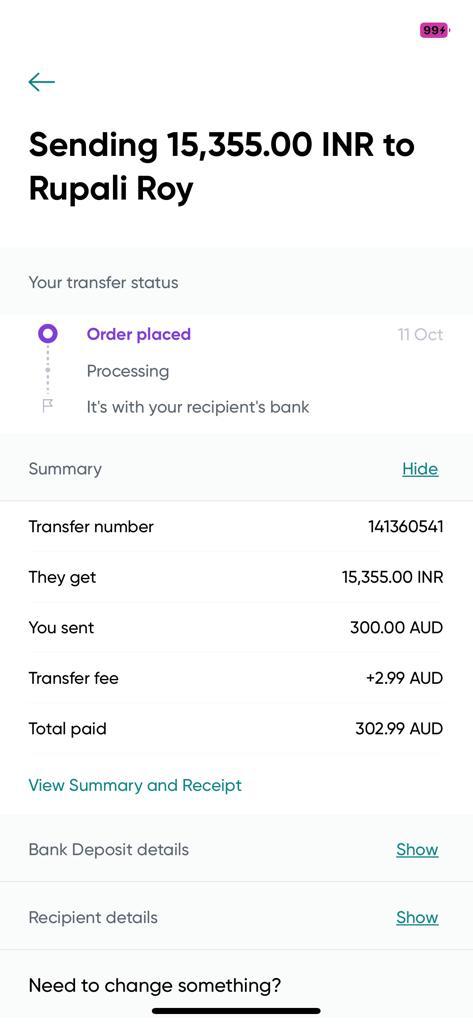 99
Sending 15,355.00 INR to
Rupali Roy
Your transfer status
Order placed 11 Oct
Processing
It's with your recipient's bank
Summary Hide
Transfer number 141360541
They get 15,355.00 INR
You sent 300.00 AUD
Transfer fee +2.99 AUD
Total paid 302.99 AUD
View Summary and Receipt
Bank Deposit details Show
Recipient details Show
Need to change something?